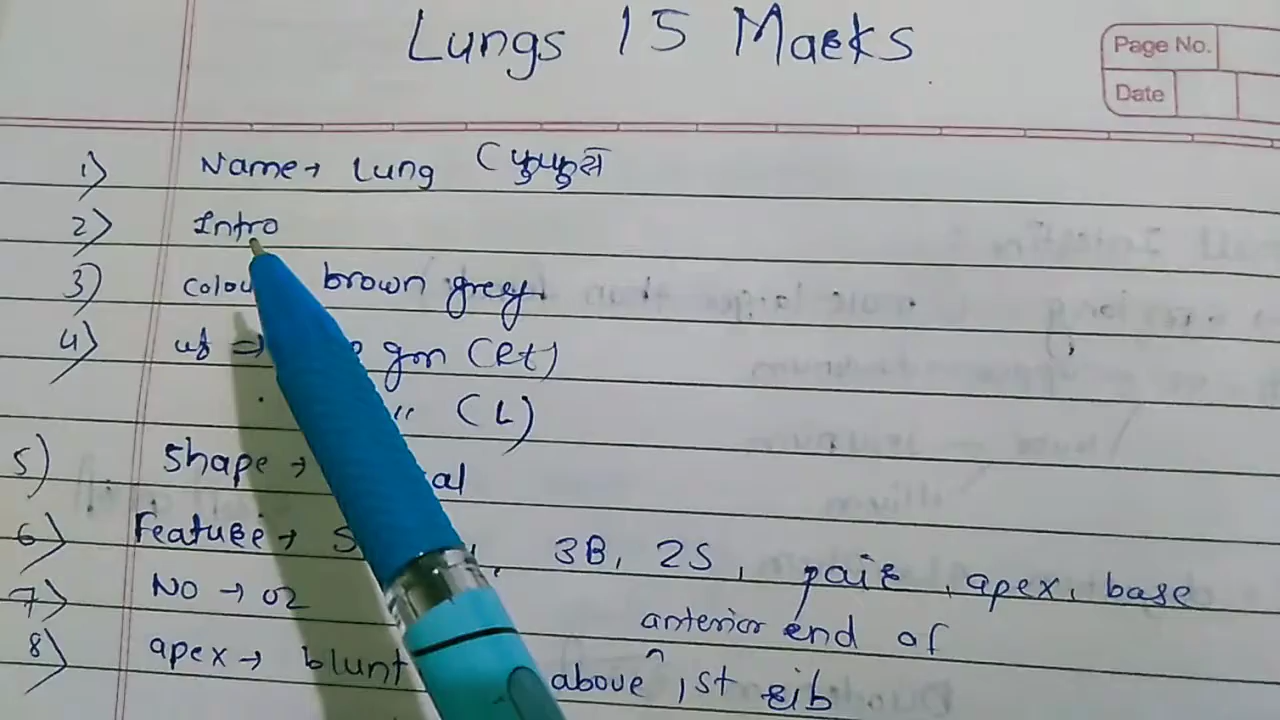 Lungs 15 Marks
Page No.
Date
1) Name → Lung (फुफ्फुस
2) Intro
3) colou brown grey
4) wt ⇒ gm (Rt)
" (L)
5) Shape → al
6) Feature → S , 3B, 2S, pair, apex, base
7) No → 02
anterior end of
8) apex → blunt above ^ 1st rib